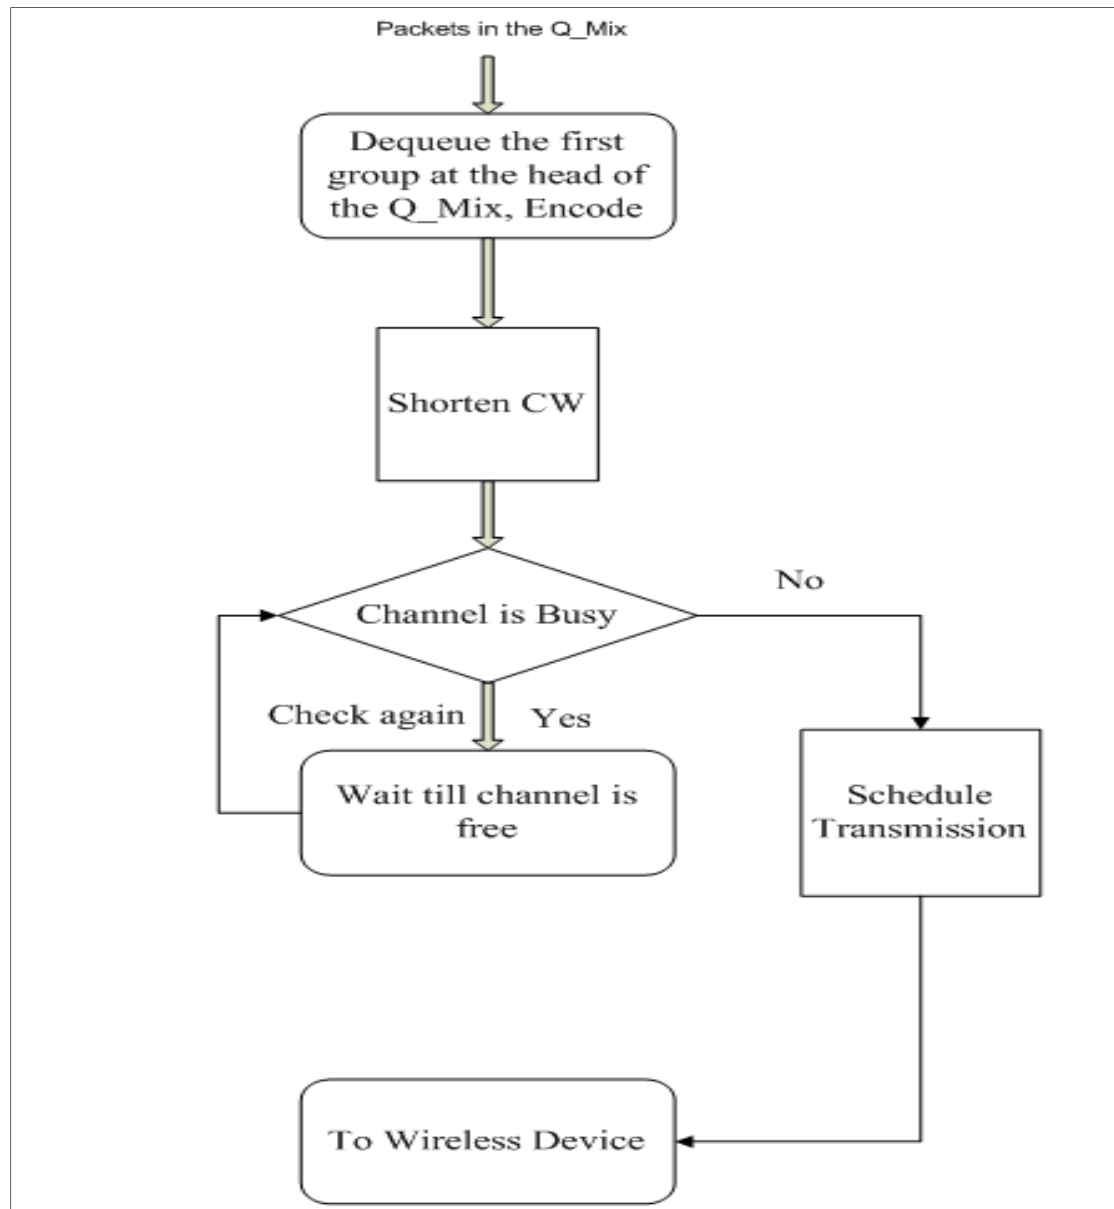 Packets in the Q_Mix
Dequeue the first
group at the head of
the Q_Mix, Encode
Shorten CW
No
Channel is Busy
Check again
Yes
Wait till channel is
free
Schedule
Transmission
To Wireless Device